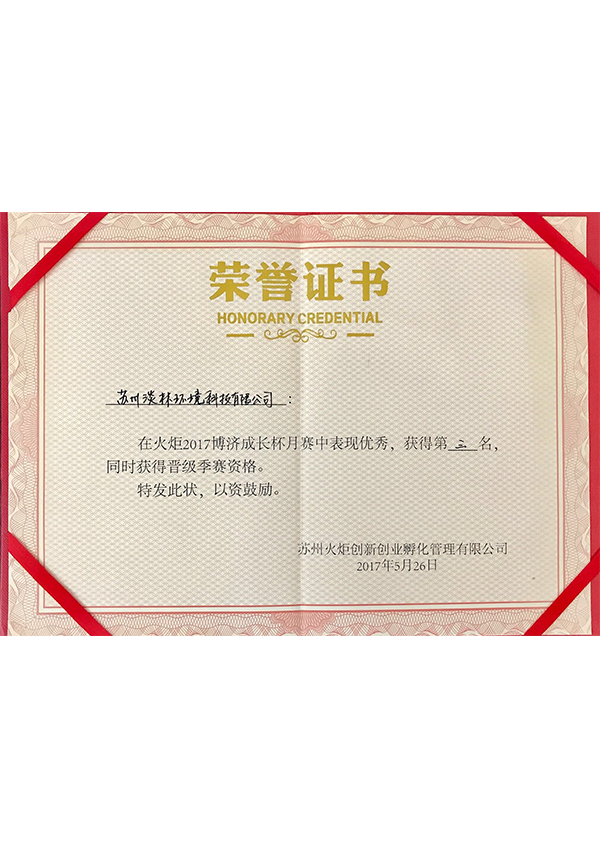 荣誉证书
HONORARY CREDENTIAL
苏州淡林环境科技有限公司：
在火炬2017博济成长杯月赛中表现优秀，获得第三名，
同时获得晋级季赛资格。
特发此状，以资鼓励。
苏州火炬创新创业孵化管理有限公司
2017年5月26日